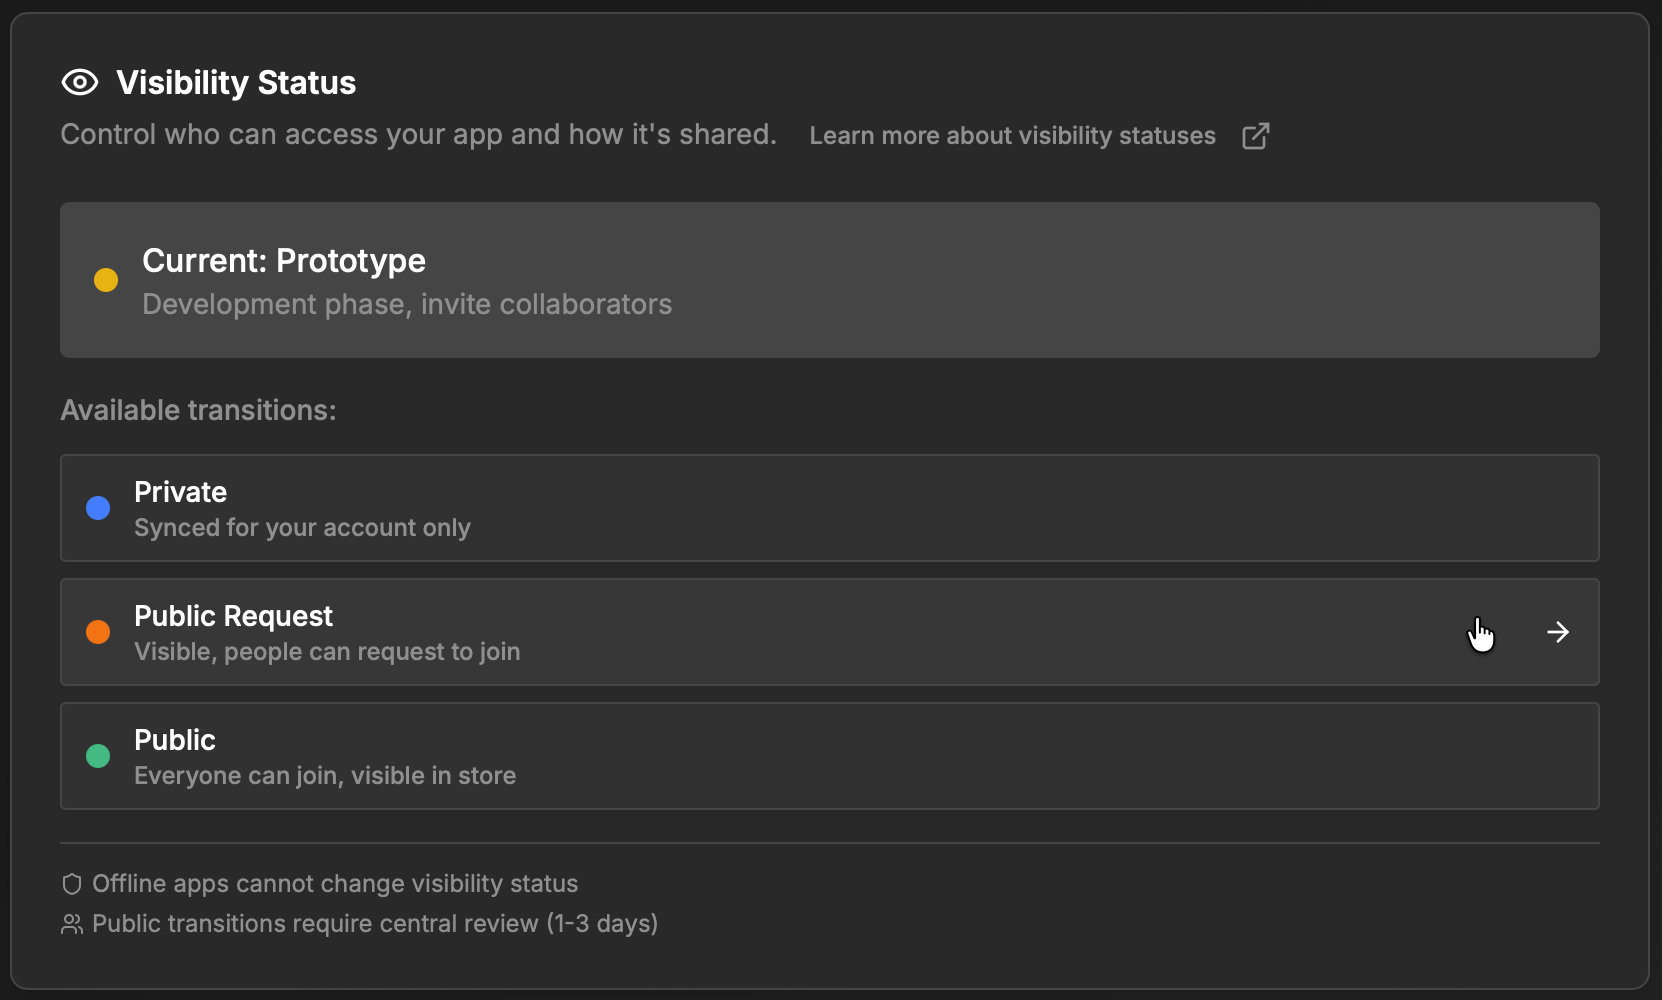 Visibility Status
Control who can access your app and how it's shared. Learn more about visibility statuses
Current: Prototype
Development phase, invite collaborators
Available transitions:
Private
Synced for your account only
Public Request
Visible, people can request to join
Public
Everyone can join, visible in store
Offline apps cannot change visibility status
Public transitions require central review (1-3 days)